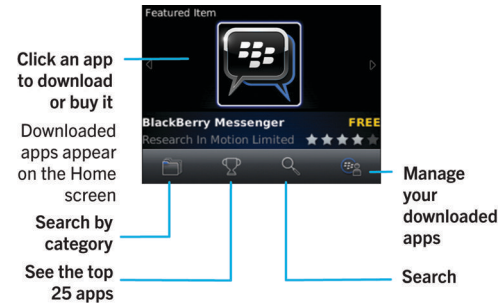 Featured Item
Click an app
to download
or buy it
Downloaded
apps appear
on the Home
screen
BlackBerry Messenger FREE
Research In Motion Limited
Search by
category
See the top
25 apps
Manage
your
downloaded
apps
Search